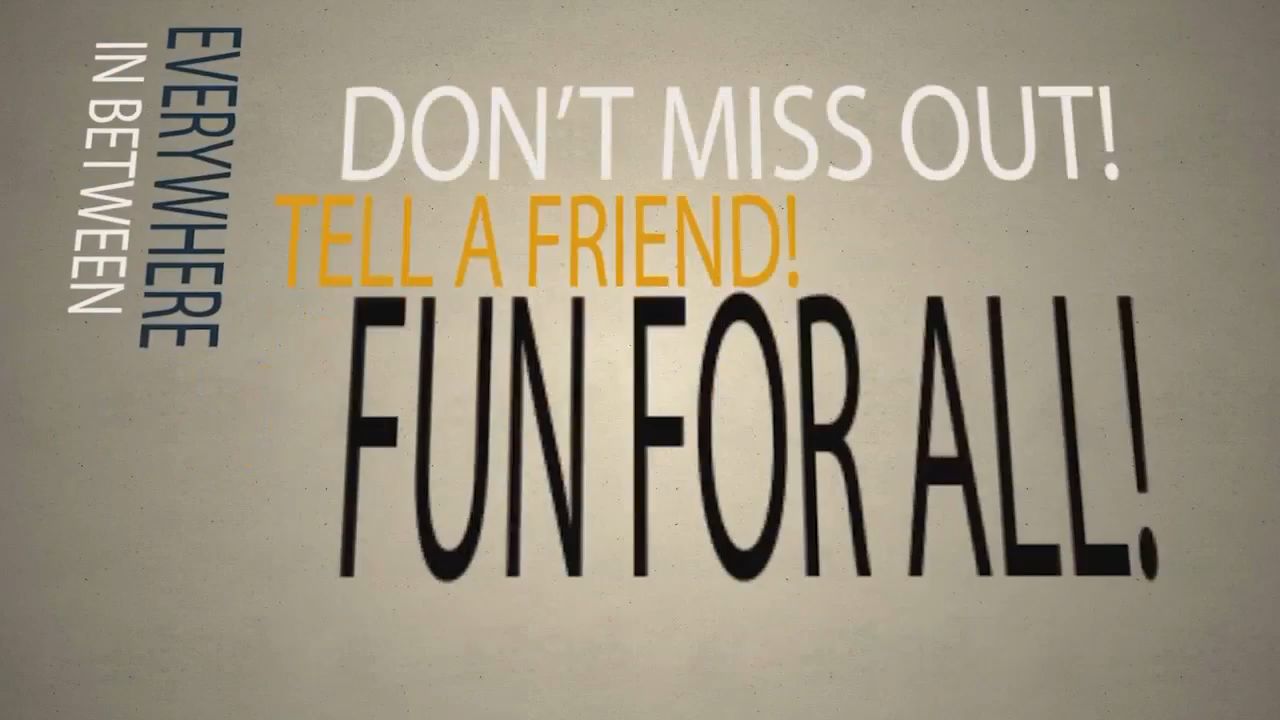 EVERYWHERE
IN BETWEEN
DON'T MISS OUT!
TELL A FRIEND!
FUN FOR ALL!